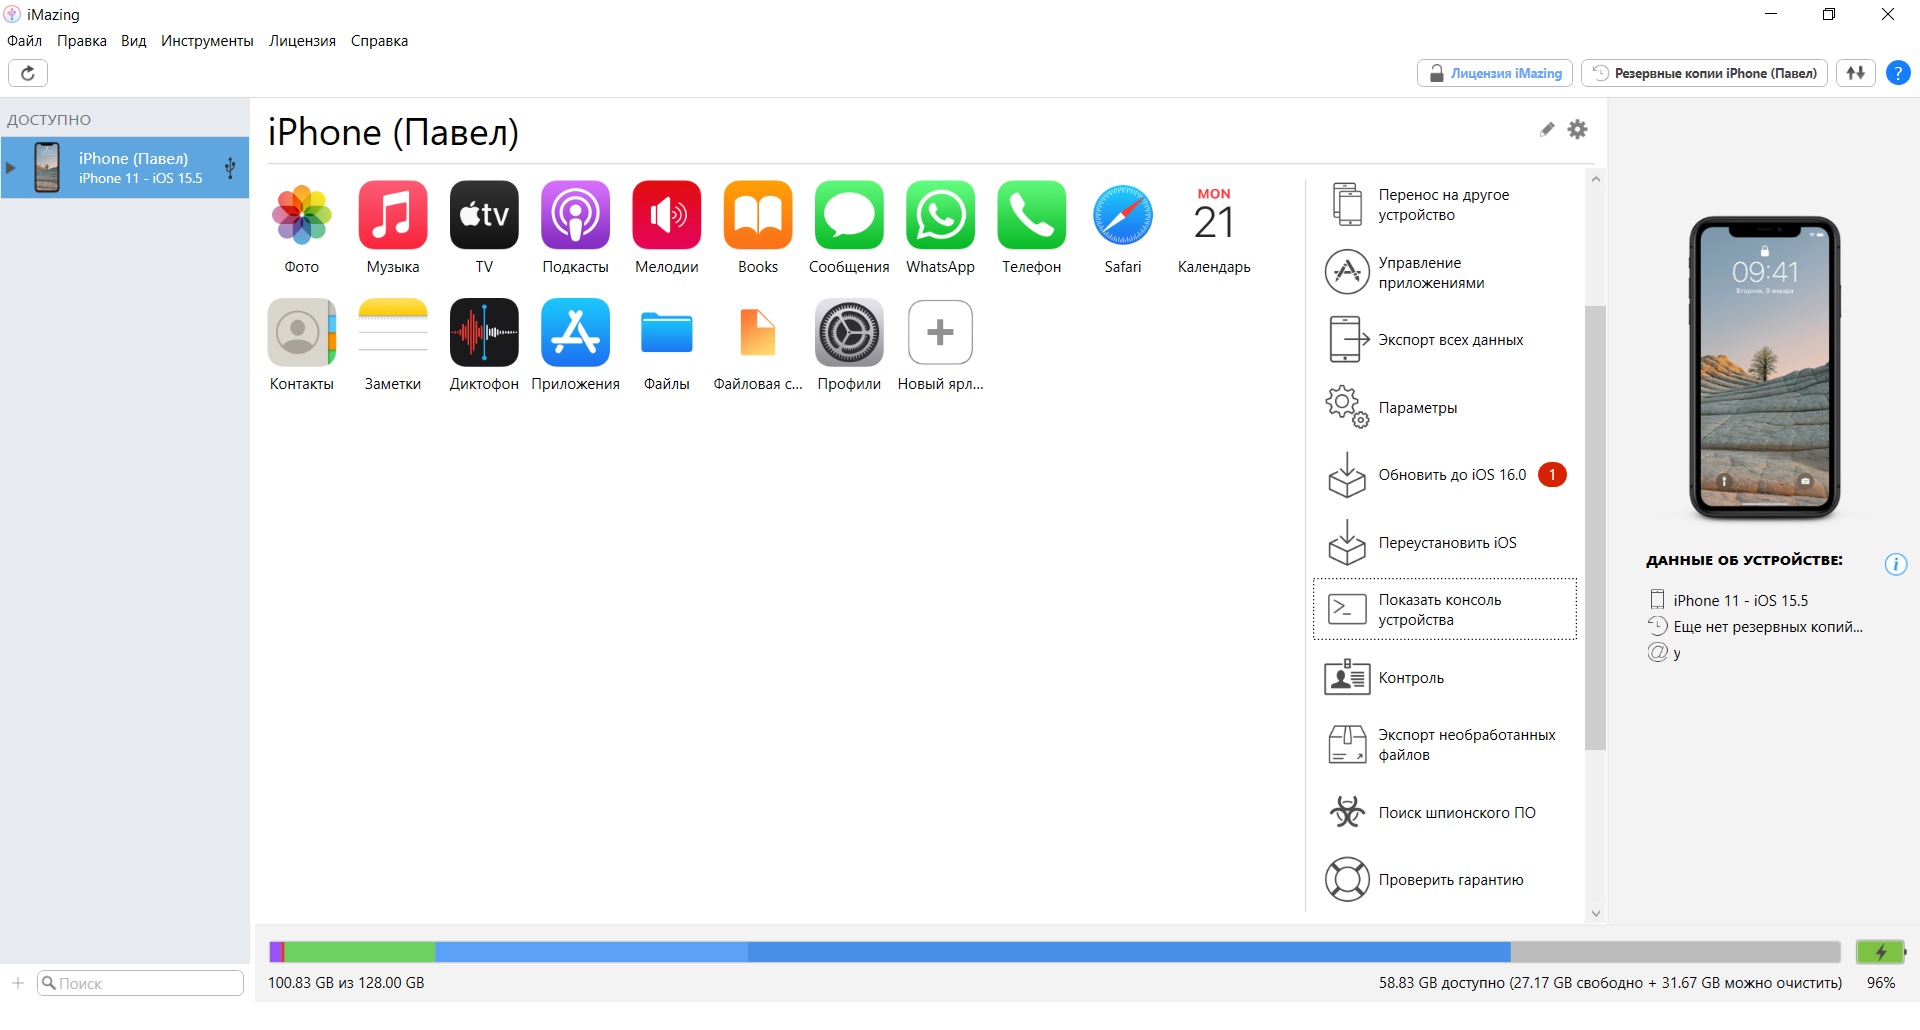 iMazing
Файл Правка Вид Инструменты Лицензия Справка
Лицензия iMazing
Резервные копии iPhone (Павел)
?
ДОСТУПНО
iPhone (Павел)
iPhone 11 - iOS 15.5
iPhone (Павел)
tv
MON
21
Фото Музыка TV Подкасты Мелодии Books Сообщения WhatsApp Телефон Safari Календарь
Контакты Заметки Диктофон Приложения Файлы Файловая с... Профили Новый ярл...
Перенос на другое
устройство
Управление
приложениями
Экспорт всех данных
Параметры
Обновить до iOS 16.0 1
Переустановить iOS
Показать консоль
устройства
Контроль
Экспорт необработанных
файлов
Поиск шпионского ПО
Проверить гарантию
09:41
Вторник, 9 января
ДАННЫЕ ОБ УСТРОЙСТВЕ:
i
iPhone 11 - iOS 15.5
Еще нет резервных копий...
@ y
Поиск
100.83 GB из 128.00 GB
58.83 GB доступно (27.17 GB свободно + 31.67 GB можно очистить)
96%